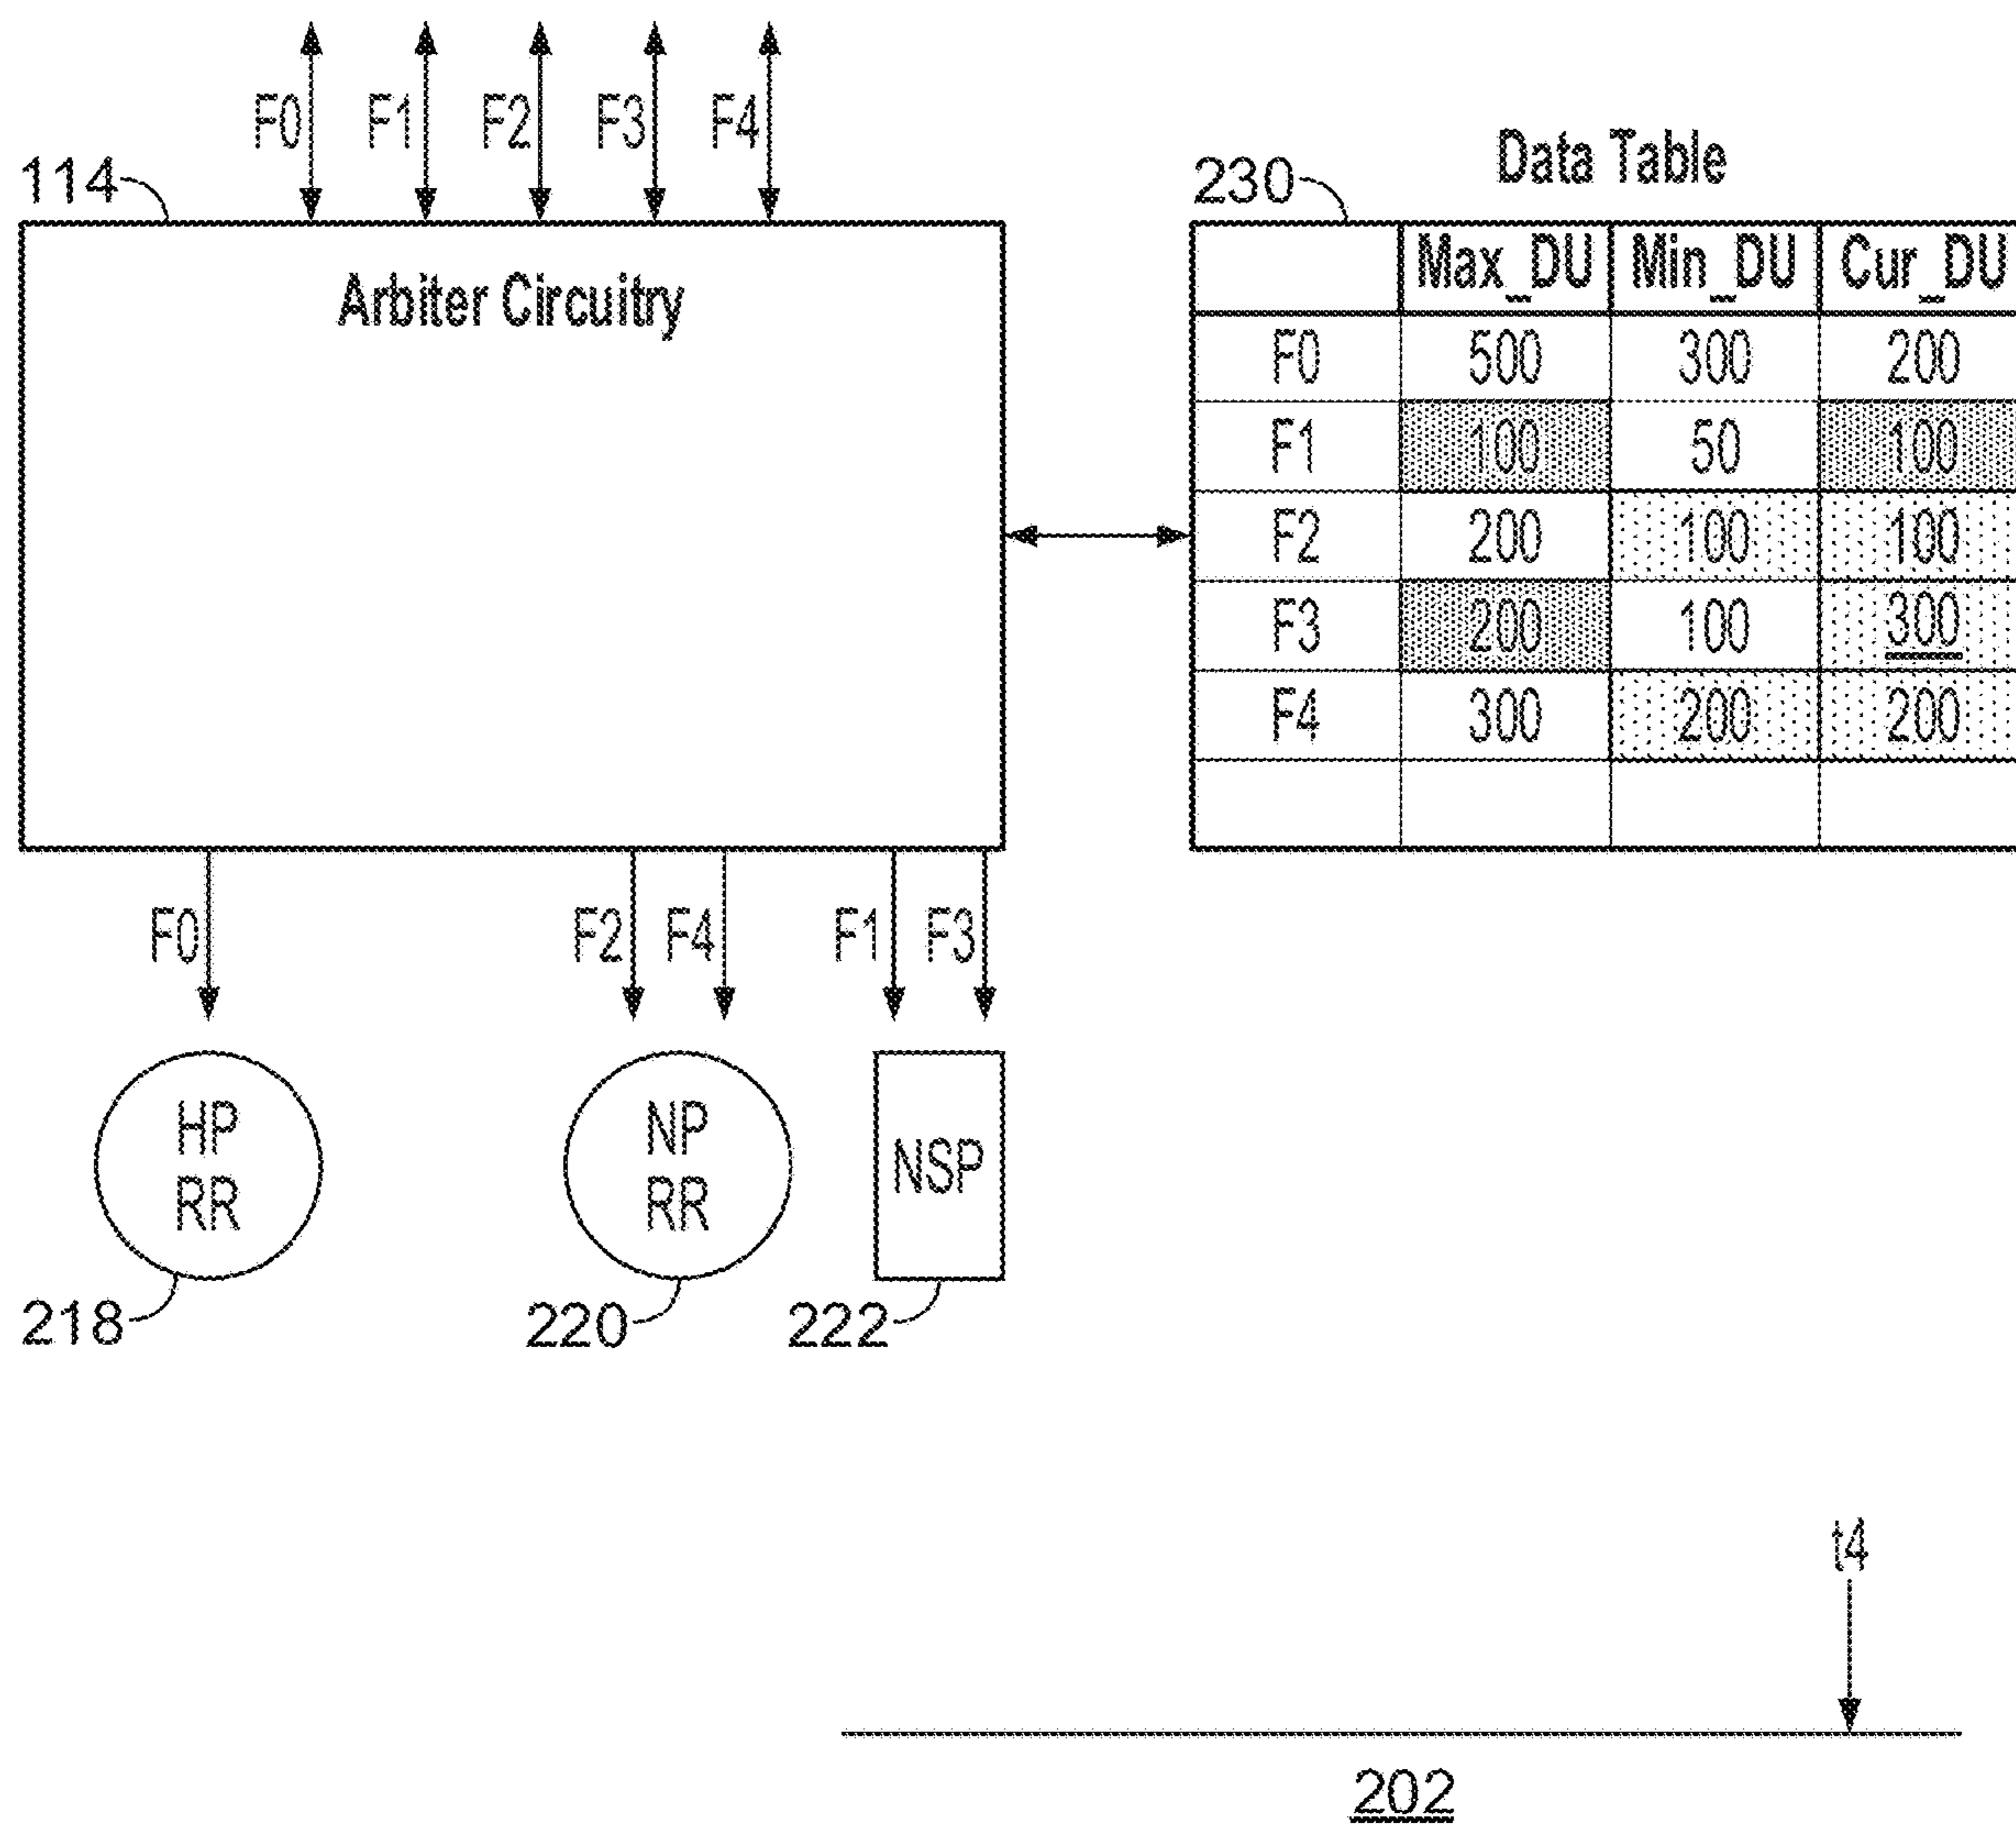 F0 F1 F2 F3 F4
114
Arbiter Circuitry
Data Table
230
Max_DU Min_DU Cur_DU
F0 500 300 200
F1 100 50 100
F2 200 100 100
F3 200 100 300
F4 300 200 200
F0 F2 F4 F1 F3
HP
RR
NP
RR
NSP
218 220 222
t4
202